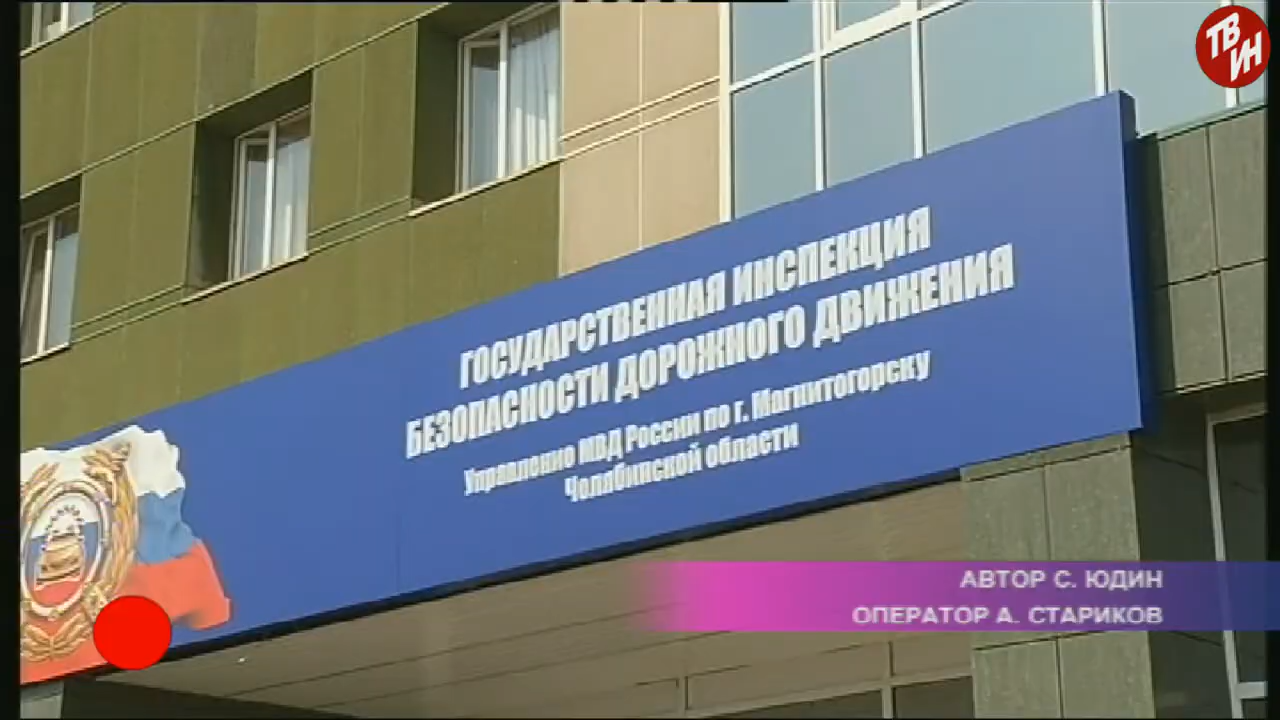 ТВ
ИН
ГОСУДАРСТВЕННАЯ ИНСПЕКЦИЯ
БЕЗОПАСНОСТИ ДОРОЖНОГО ДВИЖЕНИЯ
Управление МВД России по г. Магнитогорску
Челябинской области
АВТОР С. ЮДИН
ОПЕРАТОР А. СТАРИКОВ